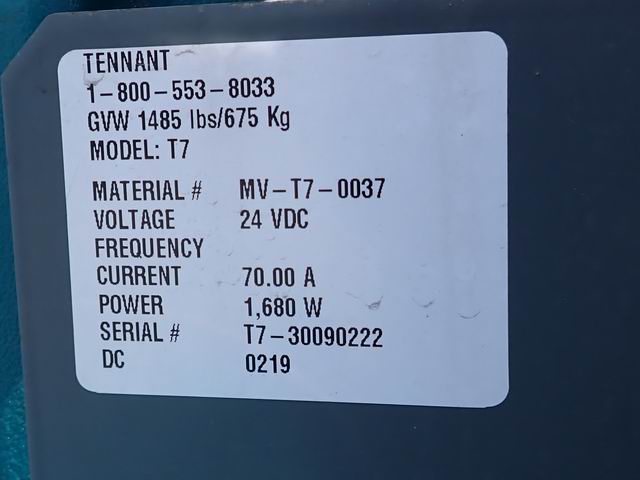 TENNANT
1-800-553-8033
GVW 1485 lbs/675 Kg
MODEL: T7
MATERIAL # MV-T7-0037
VOLTAGE 24 VDC
FREQUENCY
CURRENT 70.00 A
POWER 1,680 W
SERIAL # T7-30090222
DC 0219